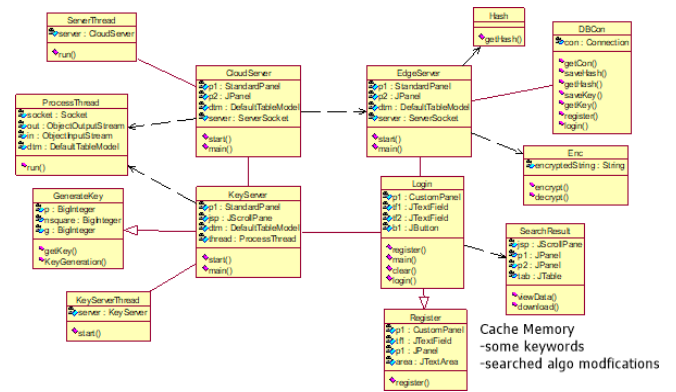 ServerThread
server : CloudServer
run()
CloudServer
p1 : StandardPanel
p2 : JPanel
dtm : DefaultTableModel
server : ServerSocket
start()
main()
EdgeServer
p1 : StandardPanel
p2 : JPanel
dtm : DefaultTableModel
server : ServerSocket
start()
main()
Hash
getHash()
DBCon
con : Connection
getCon()
saveHash()
getHash()
saveKey()
getKey()
register()
login()
ProcessThread
socket : Socket
out : ObjectOutputStream
in : ObjectInputStream
dtm : DefaultTableModel
run()
Enc
encryptedString : String
encrypt()
decrypt()
GenerateKey
p : BigInteger
nsquare : BigInteger
g : BigInteger
getKey()
KeyGeneration()
KeyServer
p1 : StandardPanel
jsp : JScrollPane
dtm : DefaultTableModel
thread : ProcessThread
start()
main()
Login
p1 : CustomPanel
tf1 : JTextField
tf2 : JTextField
b1 : JButton
register()
main()
clear()
login()
SearchResult
jsp : JScrollPane
p1 : JPanel
p2 : JPanel
tab : JTable
viewData()
download()
KeyServerThread
server : KeyServer
start()
Register
p1 : CustomPanel
tf1 : JTextField
p1 : JPanel
area : JTextArea
register()
Cache Memory
-some keywords
-searched algo modfications